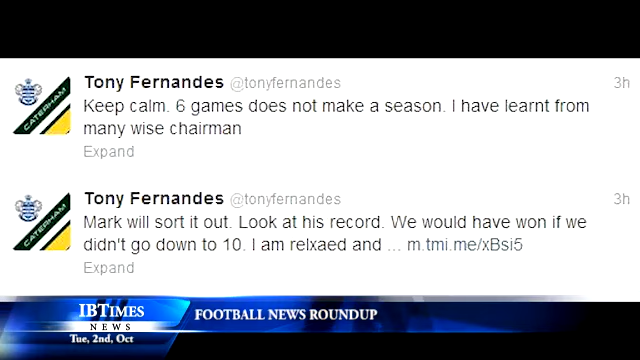 Tony Fernandes @tonyfernandes 3h
Keep calm. 6 games does not make a season. I have learnt from
many wise chairman
Expand
CATERHAM
Tony Fernandes @tonyfernandes 3h
Mark will sort it out. Look at his record. We would have won if we
didn't go down to 10. I am relxaed and ... m.tmi.me/xBsi5
Expand
CATERHAM
IBTIMES
NEWS
FOOTBALL NEWS ROUNDUP
Tue, 2nd, Oct